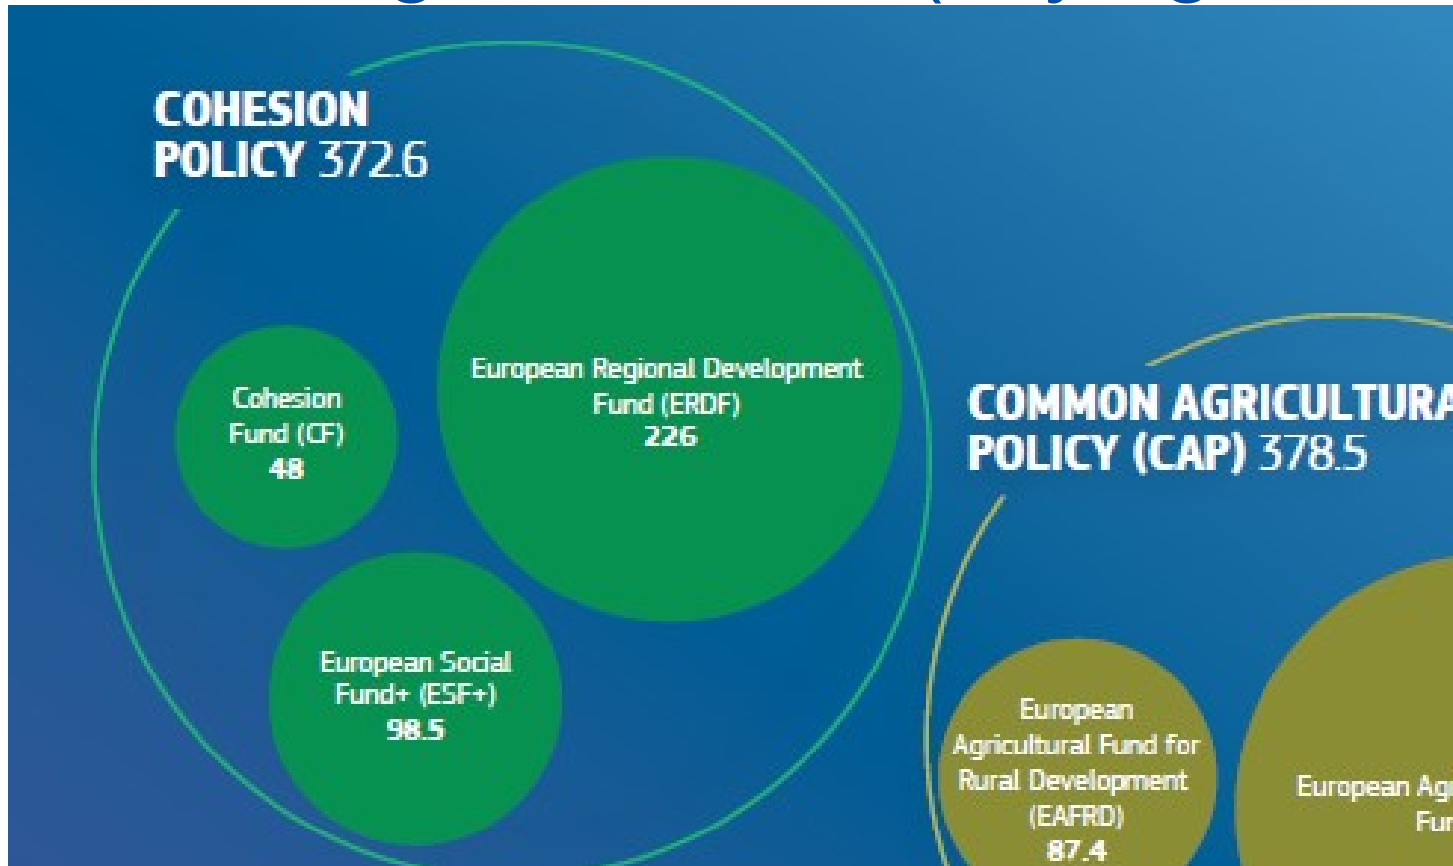 COHESION
POLICY 372.6
European Regional Development
Fund (ERDF)
226
Cohesion
Fund (CF)
48
European Social
Fund+ (ESF+)
98.5
COMMON AGRICULTURA
POLICY (CAP) 378.5
European
Agricultural Fund for
Rural Development
(EAFRD)
87.4
European Ag
Fun